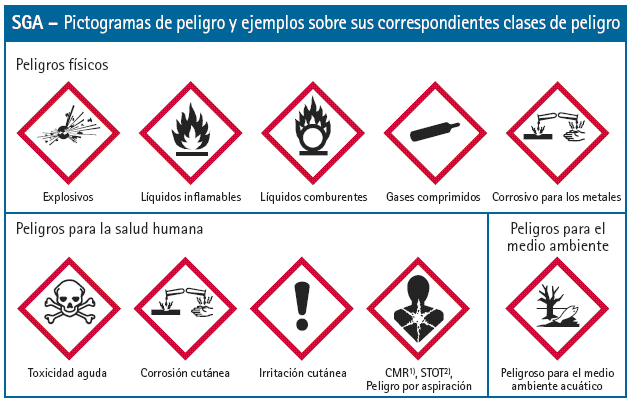 SGA – Pictogramas de peligro y ejemplos sobre sus correspondientes clases de peligro
Peligros físicos
Explosivos
Líquidos inflamables
Líquidos comburentes
Gases comprimidos
Corrosivo para los metales
Peligros para la salud humana
Toxicidad aguda
Corrosión cutánea
Irritación cutánea
CMR¹⁾, STOT²⁾,
Peligro por aspiración
Peligros para el
medio ambiente
Peligroso para el medio
ambiente acuático